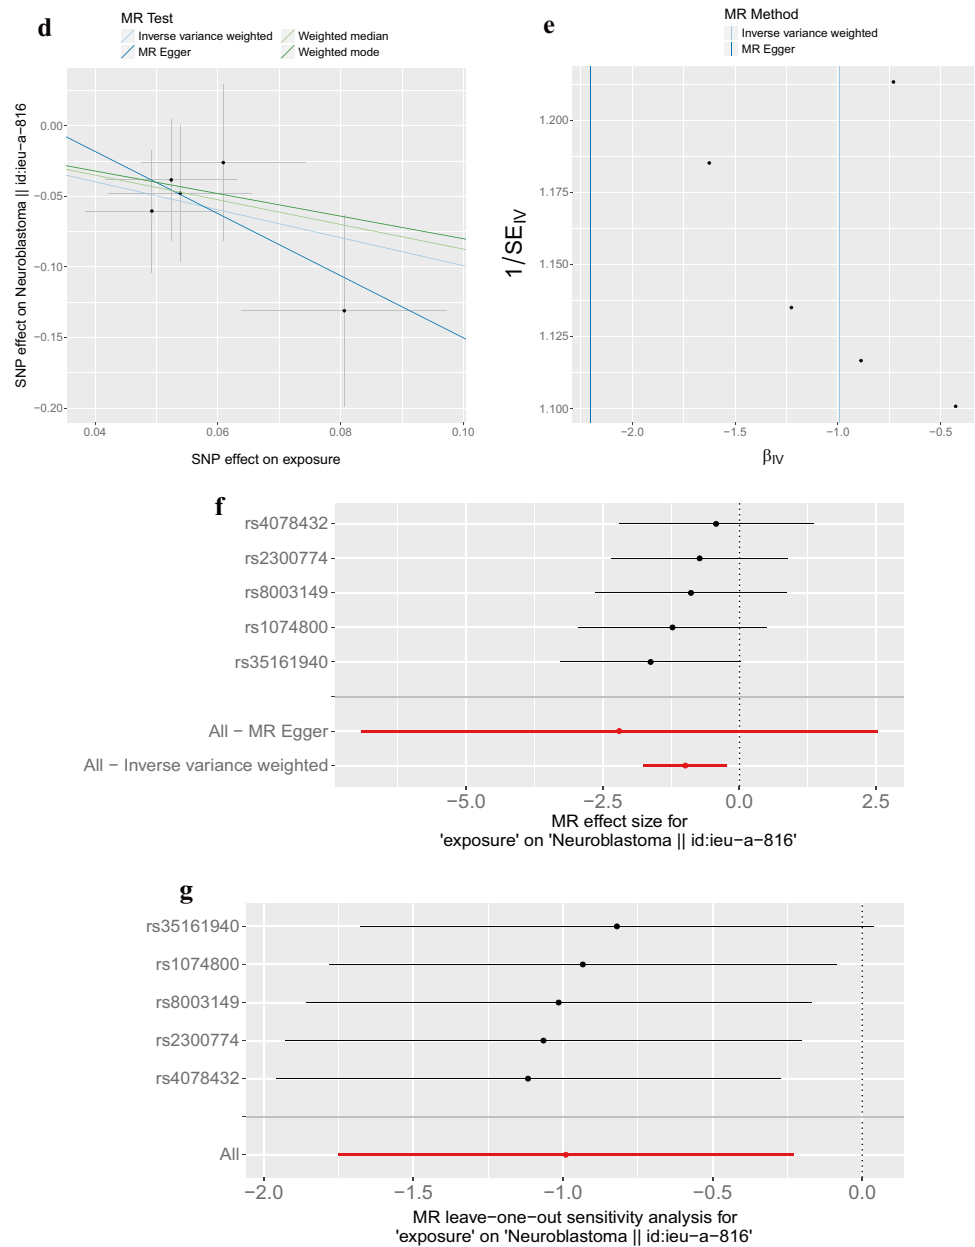 d
MR Test
Inverse variance weighted
Weighted median
MR Egger
Weighted mode
SNP effect on Neuroblastoma || id:ieu−a−816
0.00
−0.05
−0.10
−0.15
−0.20
0.04
0.06
0.08
0.10
SNP effect on exposure
e
MR Method
Inverse variance weighted
MR Egger
1/SEIV
1.200
1.175
1.150
1.125
1.100
−2.0
−1.5
−1.0
−0.5
βIV
f
rs4078432
rs2300774
rs8003149
rs1074800
rs35161940
All − MR Egger
All − Inverse variance weighted
−5.0
−2.5
0.0
2.5
MR effect size for
'exposure' on 'Neuroblastoma || id:ieu−a−816'
g
rs35161940
rs1074800
rs8003149
rs2300774
rs4078432
All
−2.0
−1.5
−1.0
−0.5
0.0
MR leave−one−out sensitivity analysis for
'exposure' on 'Neuroblastoma || id:ieu−a−816'